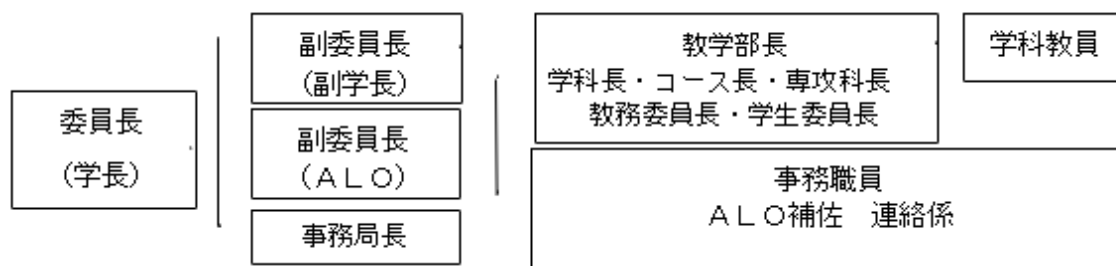 委員長
(学長)
副委員長
(副学長)
副委員長
(ＡＬＯ)
事務局長
教学部長
学科長・コース長・専攻科長
教務委員長・学生委員長
学科教員
事務職員
ＡＬＯ補佐　連絡係